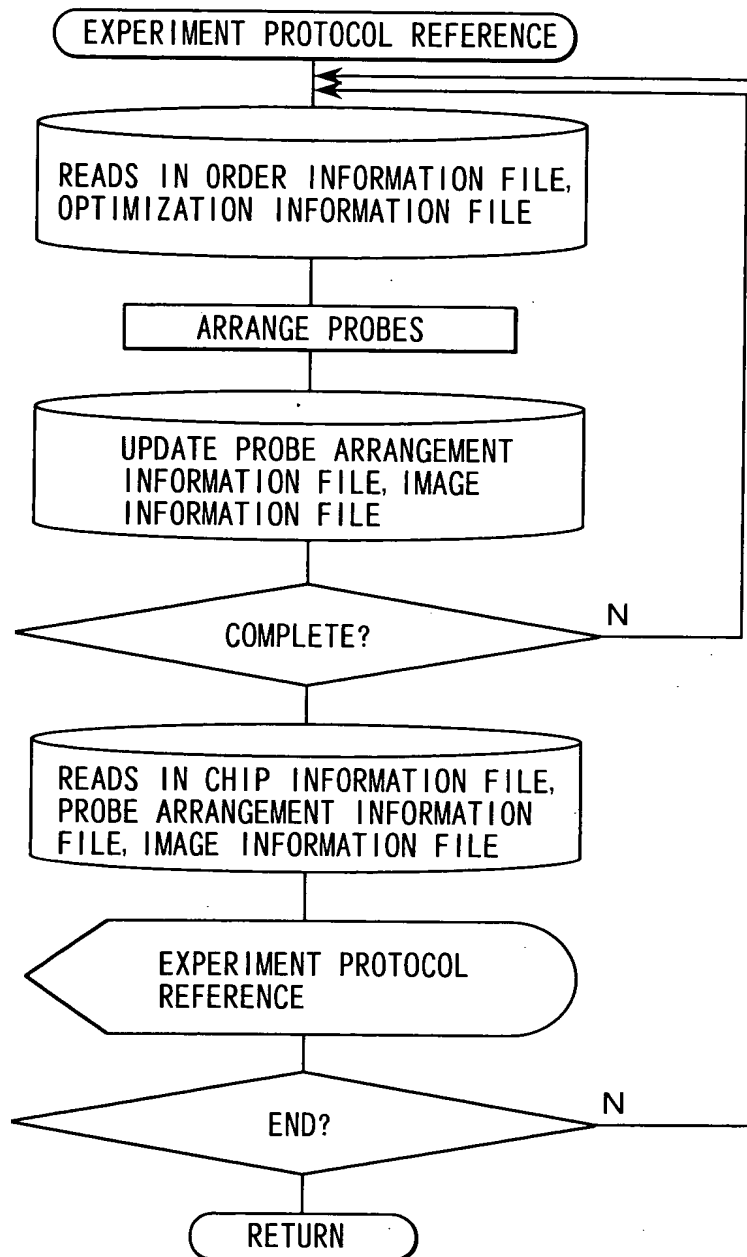 EXPERIMENT PROTOCOL REFERENCE
READS IN ORDER INFORMATION FILE,
OPTIMIZATION INFORMATION FILE
ARRANGE PROBES
UPDATE PROBE ARRANGEMENT
INFORMATION FILE, IMAGE
INFORMATION FILE
COMPLETE?
N
READS IN CHIP INFORMATION FILE,
PROBE ARRANGEMENT INFORMATION
FILE, IMAGE INFORMATION FILE
EXPERIMENT PROTOCOL
REFERENCE
END?
N
RETURN